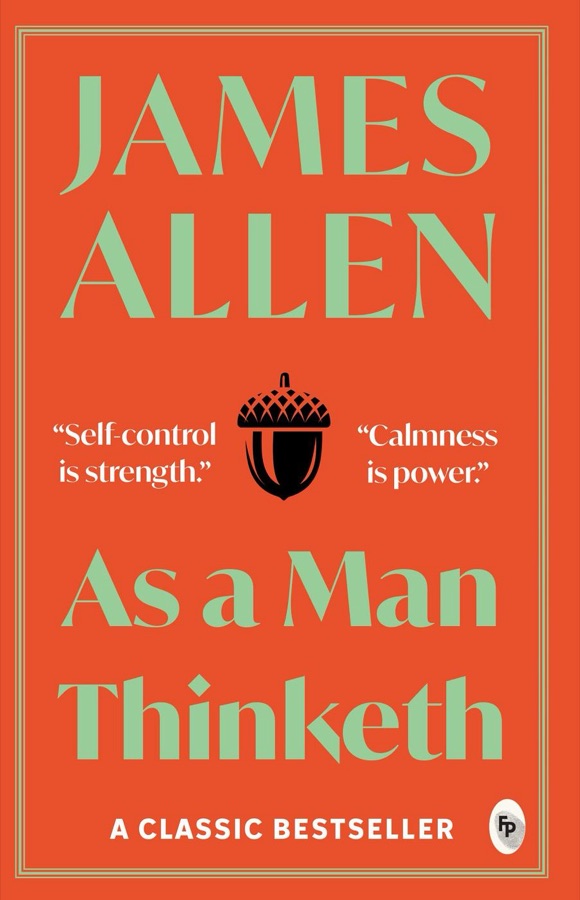 JAMES
ALLEN
“Self-control
is strength.”
“Calmness
is power.”
As a Man
Thinketh
A CLASSIC BESTSELLER
FP